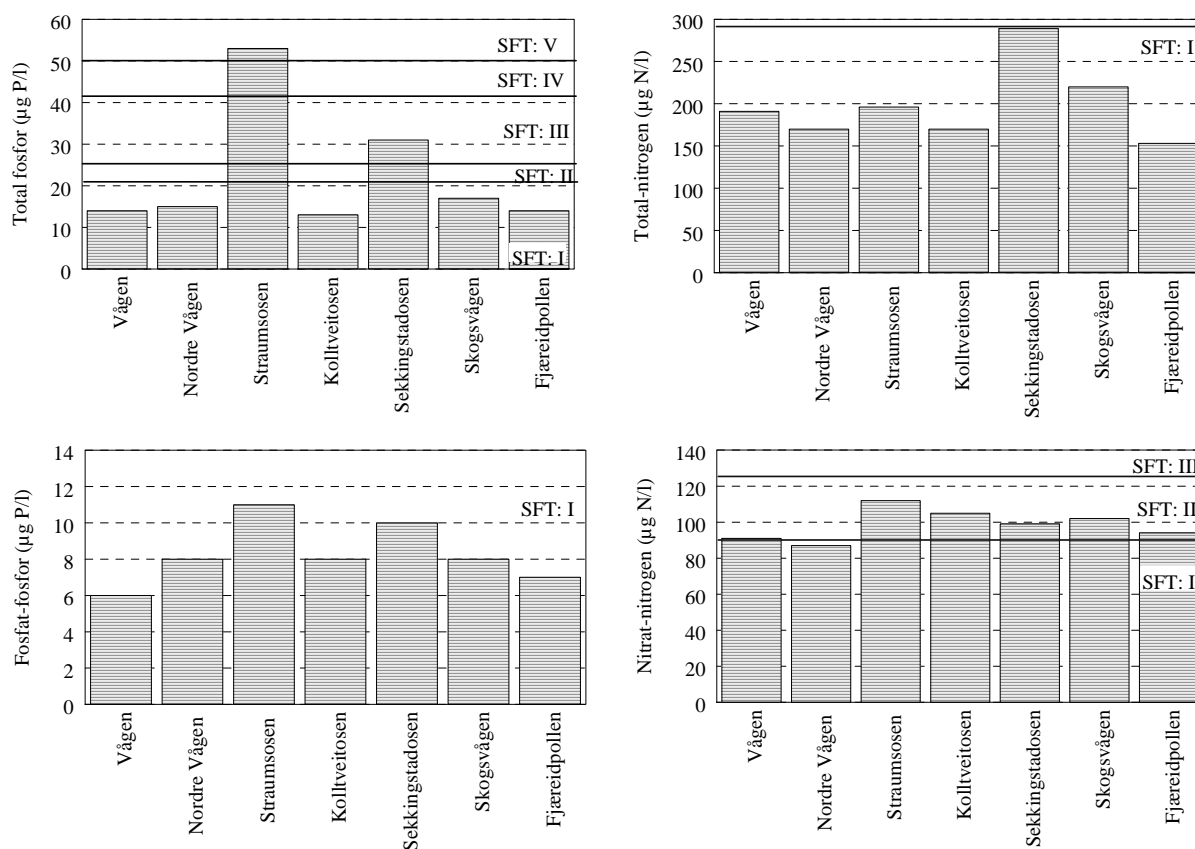 Total fosfor (µg P/l)
60
50
40
30
20
10
0
SFT: V
SFT: IV
SFT: III
SFT: II
SFT: I
Vågen
Nordre Vågen
Straumsosen
Kolltveitosen
Sekkingstadosen
Skogsvågen
Fjæreidpollen
Total-nitrogen (µg N/l)
300
250
200
150
100
50
0
SFT: I
Vågen
Nordre Vågen
Straumsosen
Kolltveitosen
Sekkingstadosen
Skogsvågen
Fjæreidpollen
Fosfat-fosfor (µg P/l)
14
12
10
8
6
4
2
0
SFT: I
Vågen
Nordre Vågen
Straumsosen
Kolltveitosen
Sekkingstadosen
Skogsvågen
Fjæreidpollen
Nitrat-nitrogen (µg N/l)
140
120
100
80
60
40
20
0
SFT: III
SFT: II
SFT: I
Vågen
Nordre Vågen
Straumsosen
Kolltveitosen
Sekkingstadosen
Skogsvågen
Fjæreidpollen